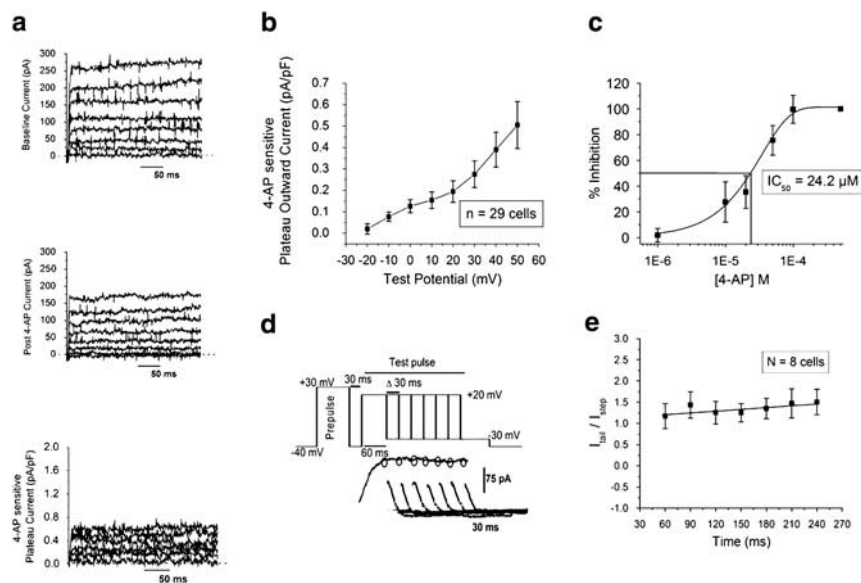 a
Baseline Current (pA)
300
250
200
150
100
50
0
50 ms
Post 4-AP Current (pA)
300
250
200
150
100
50
0
50 ms
4-AP sensitive
Plateau Current (pA/pF)
2.0
1.6
1.2
0.8
0.4
0.0
50 ms
b
4-AP sensitive
Plateau Outward Current (pA/pF)
0.7
0.6
0.5
0.4
0.3
0.2
0.1
0.0
n = 29 cells
-30 -20 -10 0 10 20 30 40 50 60
Test Potential (mV)
c
% Inhibition
120
100
80
60
40
20
0
IC50 = 24.2 µM
1E-6 1E-5 1E-4
[4-AP] M
d
Test pulse
+30 mV 30 ms Δ 30 ms
+20 mV
Prepulse
-40 mV 60 ms -30 mV
75 pA
30 ms
e
Itail / Istep
3.0
2.5
2.0
1.5
1.0
0.5
0.0
-0.5
-1.0
N = 8 cells
30 60 90 120 150 180 210 240 270
Time (ms)